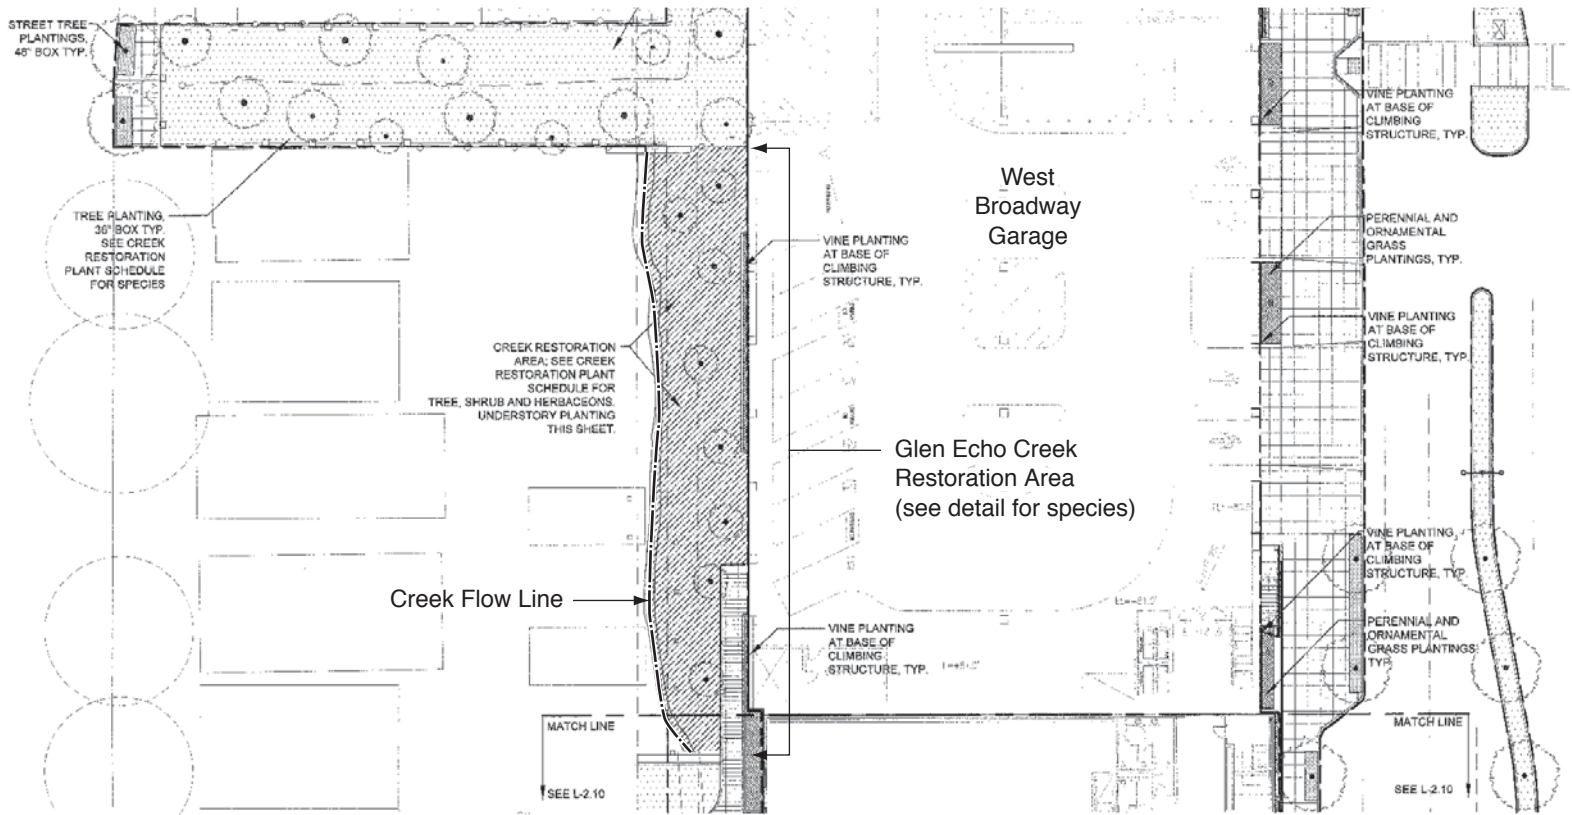 STREET TREE
PLANTINGS,
48" BOX TYP.
TREE PLANTING,
36" BOX TYP.
SEE CREEK
RESTORATION
PLANT SCHEDULE
FOR SPECIES
CREEK RESTORATION
AREA; SEE CREEK
RESTORATION PLANT
SCHEDULE FOR
TREE, SHRUB AND HERBACEONS.
UNDERSTORY PLANTING
THIS SHEET.
Creek Flow Line
MATCH LINE
SEE L-2.10
VINE PLANTING
AT BASE OF
CLIMBING
STRUCTURE, TYP.
West
Broadway
Garage
Glen Echo Creek
Restoration Area
(see detail for species)
VINE PLANTING
AT BASE OF
CLIMBING
STRUCTURE, TYP.
VINE PLANTING
AT BASE OF
CLIMBING
STRUCTURE, TYP.
PERENNIAL AND
ORNAMENTAL
GRASS
PLANTINGS, TYP.
VINE PLANTING
AT BASE OF
CLIMBING
STRUCTURE, TYP.
VINE PLANTING
AT BASE OF
CLIMBING
STRUCTURE, TYP.
PERENNIAL AND
ORNAMENTAL
GRASS PLANTINGS
TYP.
MATCH LINE
SEE L-2.10